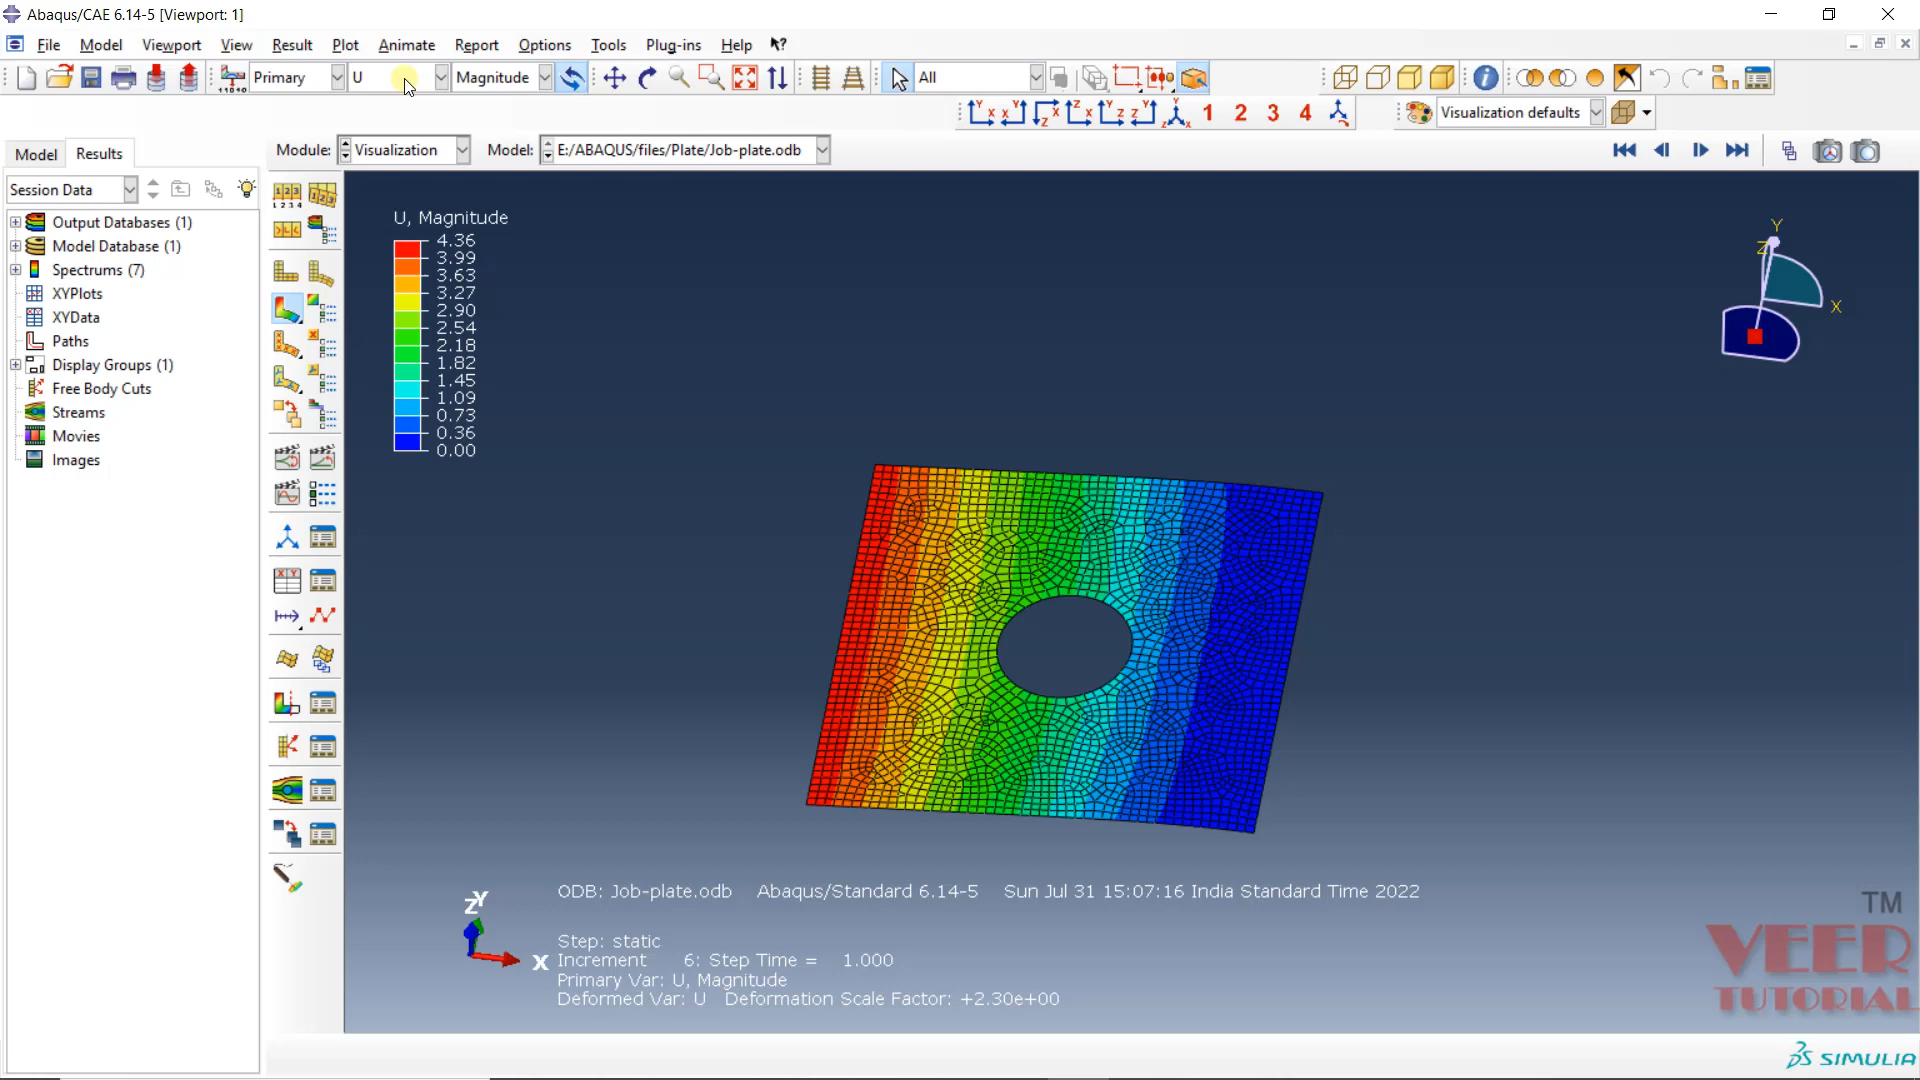 Abaqus/CAE 6.14-5 [Viewport: 1]
File Model Viewport View Result Plot Animate Report Options Tools Plug-ins Help
Primary U Magnitude All
1 2 3 4 Visualization defaults
Model Results
Module: Visualization Model: E:/ABAQUS/files/Plate/Job-plate.odb
Session Data
Output Databases (1)
Model Database (1)
Spectrums (7)
XYPlots
XYData
Paths
Display Groups (1)
Free Body Cuts
Streams
Movies
Images
U, Magnitude
4.36
3.99
3.63
3.27
2.90
2.54
2.18
1.82
1.45
1.09
0.73
0.36
0.00
Y
Z
X
ODB: Job-plate.odb Abaqus/Standard 6.14-5 Sun Jul 31 15:07:16 India Standard Time 2022
Y
Z
X
Step: static
Increment 6: Step Time = 1.000
Primary Var: U, Magnitude
Deformed Var: U Deformation Scale Factor: +2.30e+00
TM
VEER
TUTORIAL
SIMULIA